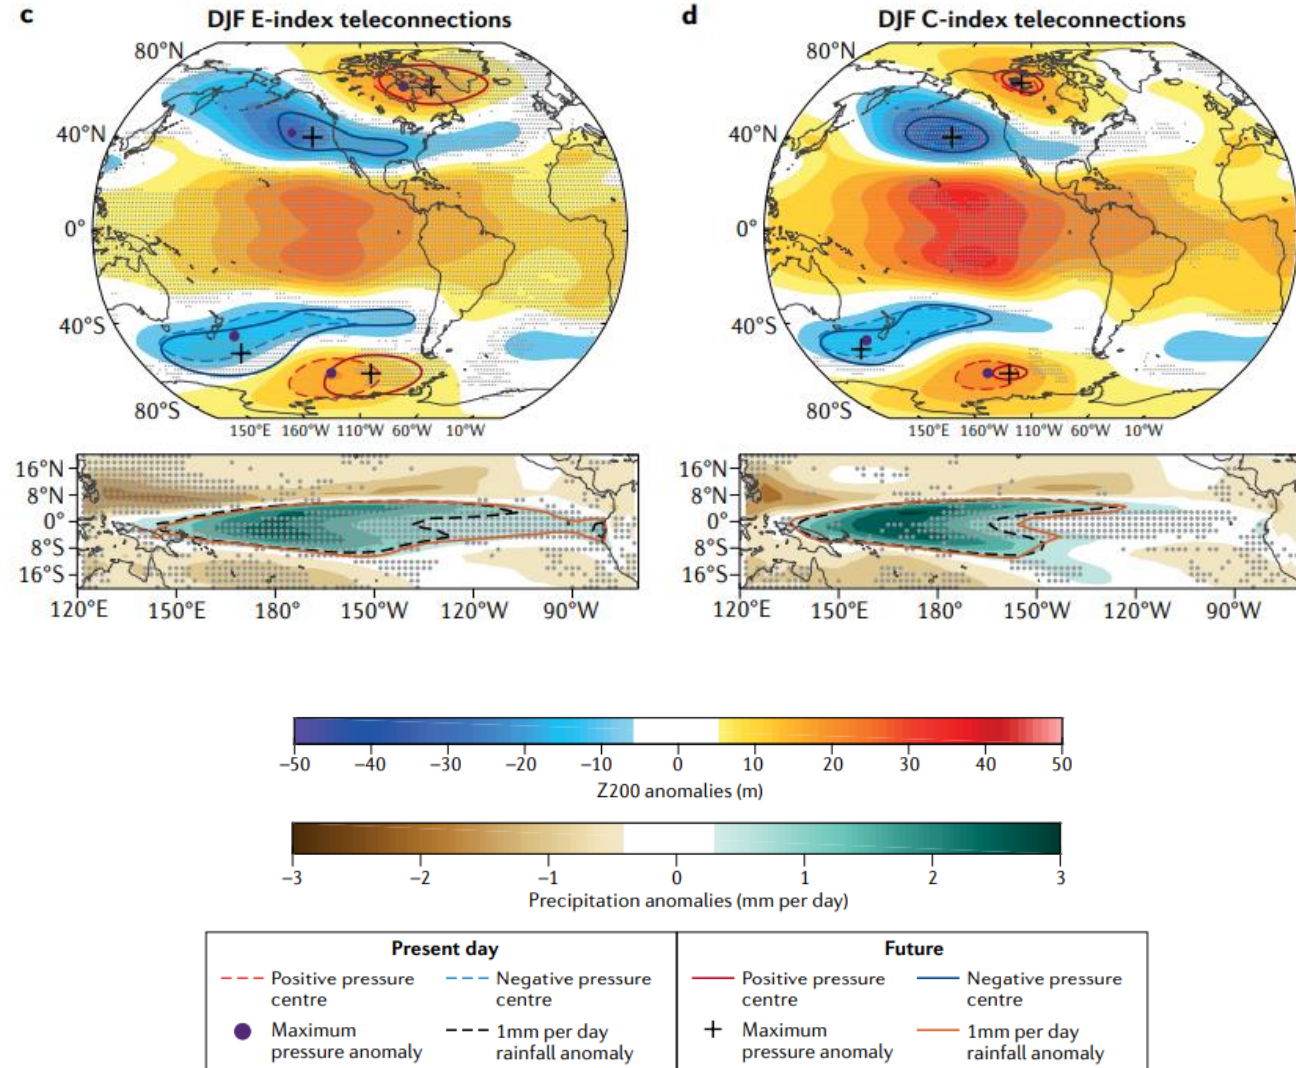 c DJF E-index teleconnections
80°N
40°N
0°
40°S
80°S
150°E 160°W 110°W 60°W 10°W
16°N
8°N
0°
8°S
16°S
120°E 150°E 180° 150°W 120°W 90°W
d DJF C-index teleconnections
80°N
40°N
0°
40°S
80°S
150°E 160°W 110°W 60°W 10°W
16°N
8°N
0°
8°S
16°S
120°E 150°E 180° 150°W 120°W 90°W
−50 −40 −30 −20 −10 0 10 20 30 40 50
Z200 anomalies (m)
−3 −2 −1 0 1 2 3
Precipitation anomalies (mm per day)
Present day
Positive pressure
centre
Negative pressure
centre
Maximum
pressure anomaly
1mm per day
rainfall anomaly
Future
Positive pressure
centre
Negative pressure
centre
Maximum
pressure anomaly
1mm per day
rainfall anomaly